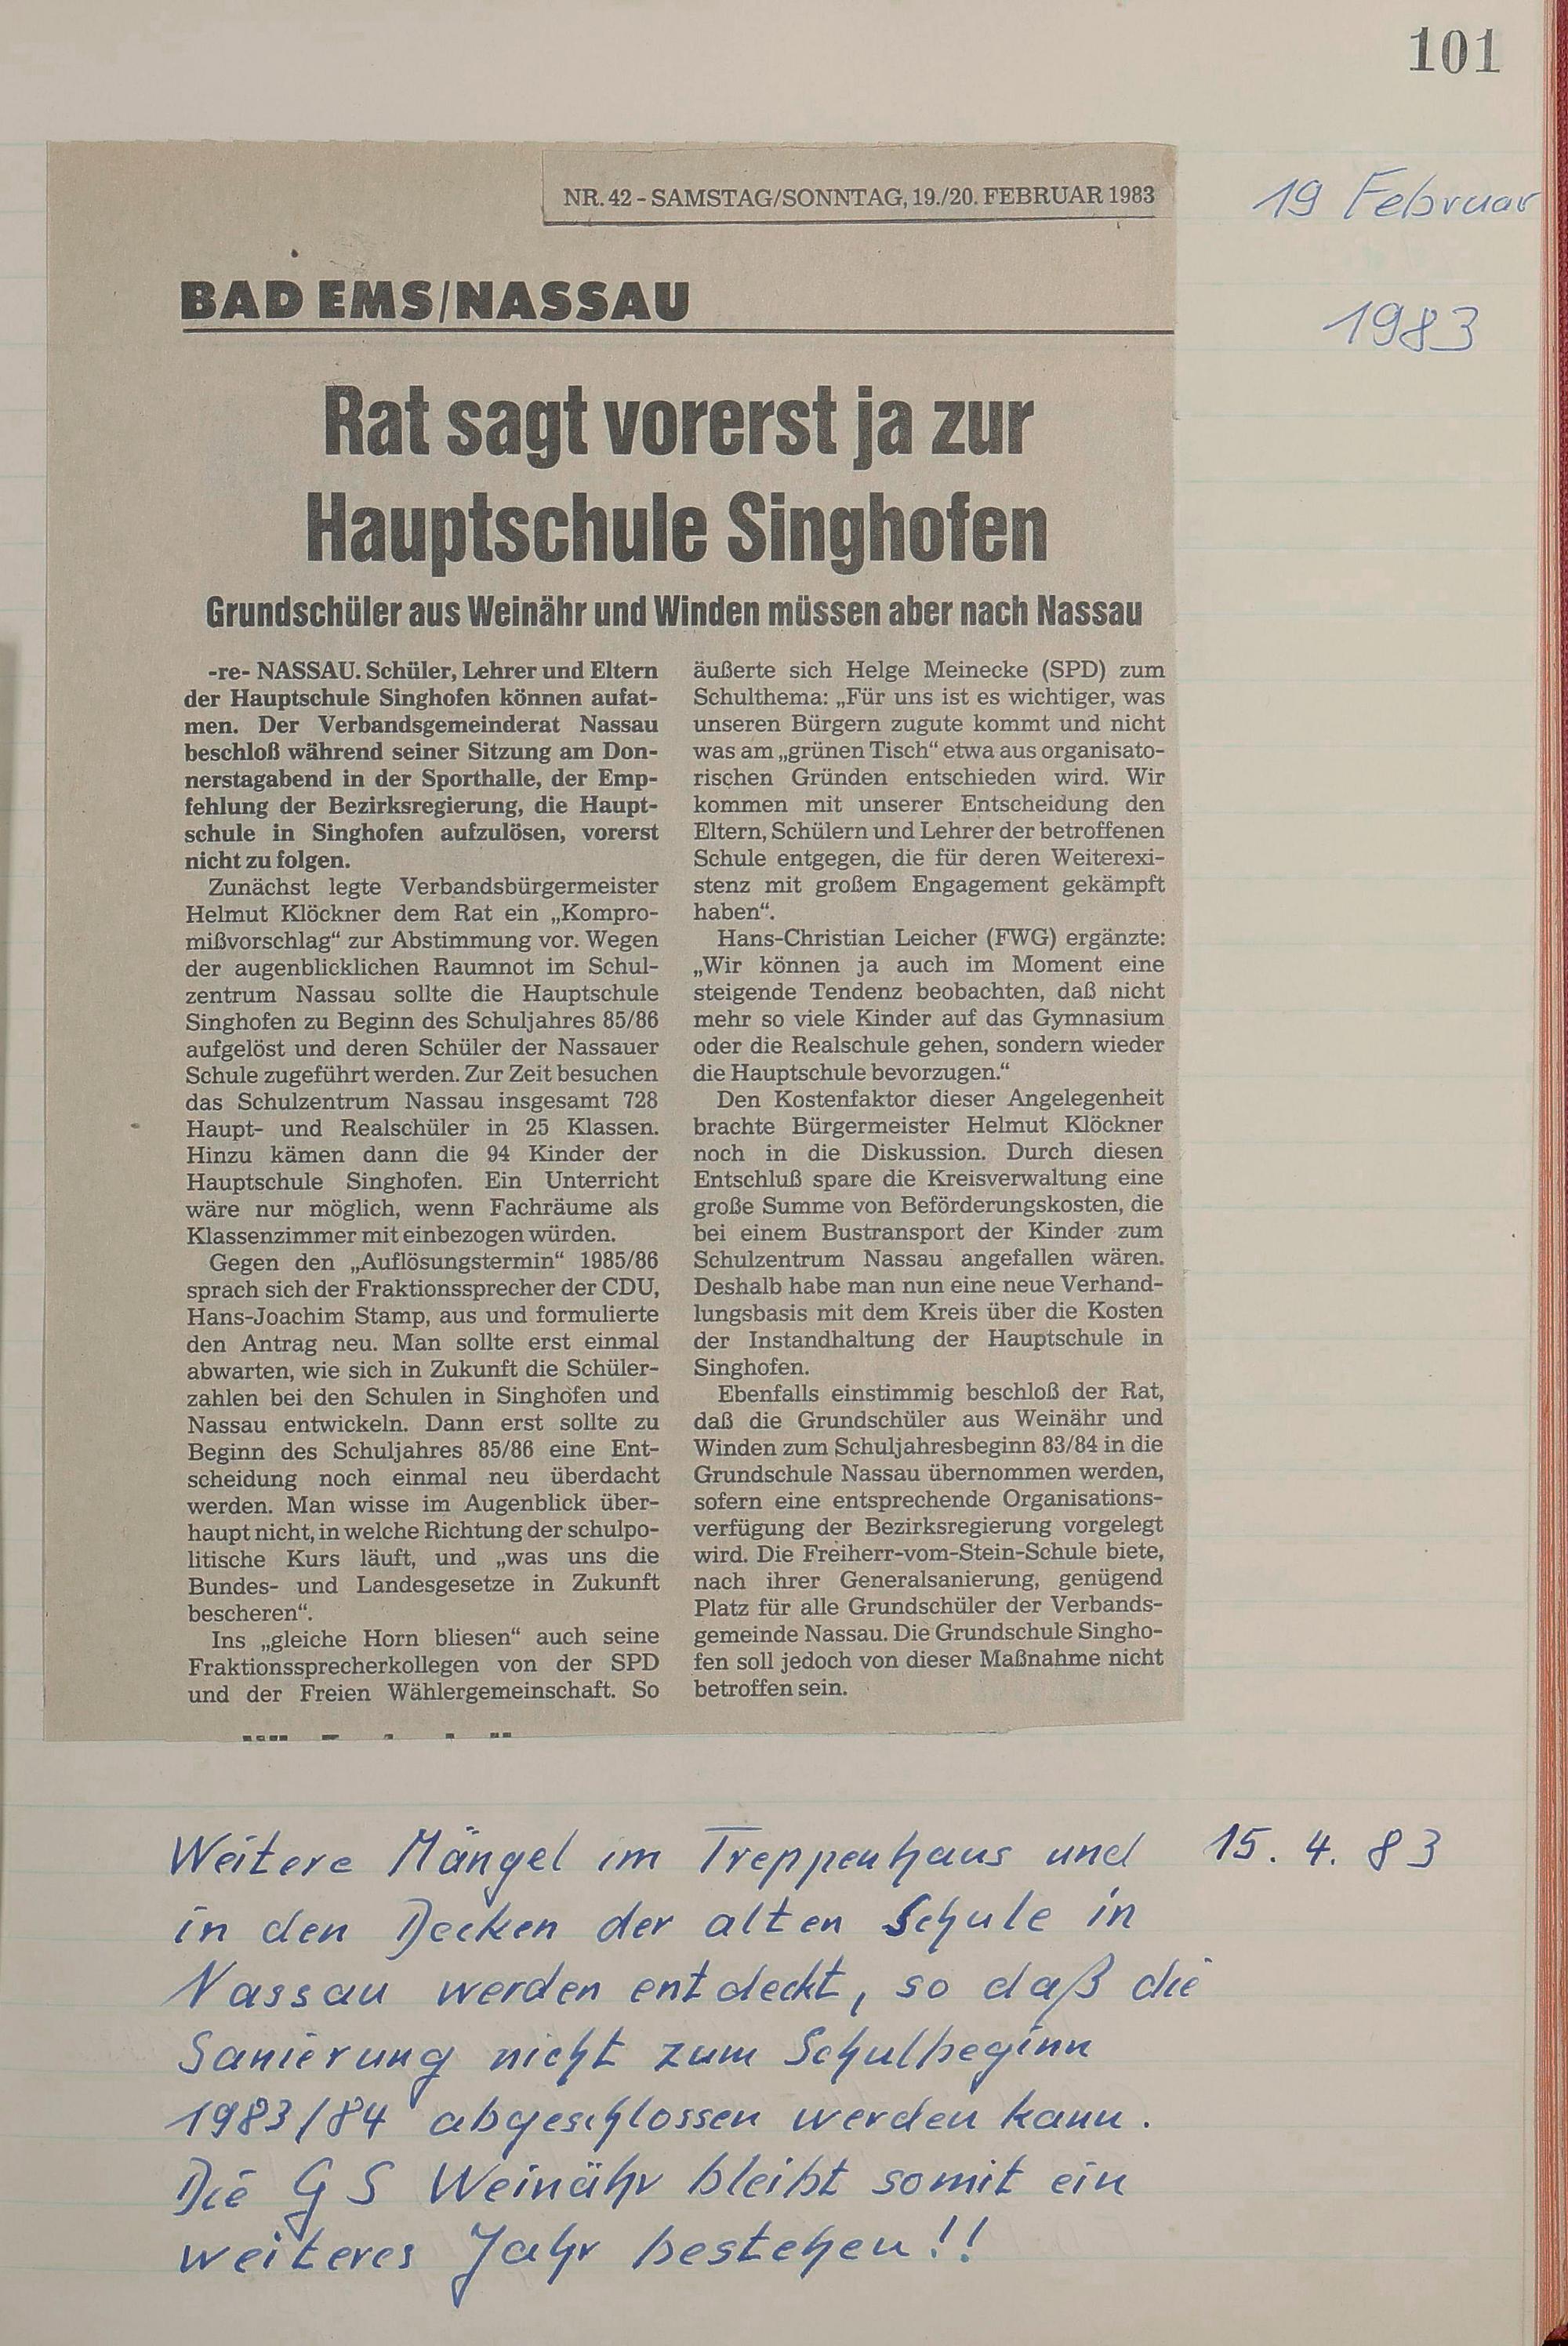 101
NR. 42 - SAMSTAG/SONNTAG, 19./20. FEBRUAR 1983
19 Februar
1983
BAD EMS/NASSAU
Rat sagt vorerst ja zur
Hauptschule Singhofen
Grundschüler aus Weinähr und Winden müssen aber nach Nassau
-re- NASSAU. Schüler, Lehrer und Eltern
der Hauptschule Singhofen können aufat-
men. Der Verbandsgemeinderat Nassau
beschloß während seiner Sitzung am Don-
nerstagabend in der Sporthalle, der Emp-
fehlung der Bezirksregierung, die Haupt-
schule in Singhofen aufzulösen, vorerst
nicht zu folgen.
Zunächst legte Verbandsbürgermeister
Helmut Klöckner dem Rat ein „Kompro-
mißvorschlag“ zur Abstimmung vor. Wegen
der augenblicklichen Raumnot im Schul-
zentrum Nassau sollte die Hauptschule
Singhofen zu Beginn des Schuljahres 85/86
aufgelöst und deren Schüler der Nassauer
Schule zugeführt werden. Zur Zeit besuchen
das Schulzentrum Nassau insgesamt 728
Haupt- und Realschüler in 25 Klassen.
Hinzu kämen dann die 94 Kinder der
Hauptschule Singhofen. Ein Unterricht
wäre nur möglich, wenn Fachräume als
Klassenzimmer mit einbezogen würden.
Gegen den „Auflösungstermin“ 1985/86
sprach sich der Fraktionssprecher der CDU,
Hans-Joachim Stamp, aus und formulierte
den Antrag neu. Man sollte erst einmal
abwarten, wie sich in Zukunft die Schüler-
zahlen bei den Schulen in Singhofen und
Nassau entwickeln. Dann erst sollte zu
Beginn des Schuljahres 85/86 eine Ent-
scheidung noch einmal neu überdacht
werden. Man wisse im Augenblick über-
haupt nicht, in welche Richtung der schulpo-
litische Kurs läuft, und „was uns die
Bundes- und Landesgesetze in Zukunft
bescheren“.
Ins „gleiche Horn bliesen“ auch seine
Fraktionssprecherkollegen von der SPD
und der Freien Wählergemeinschaft. So
äußerte sich Helge Meinecke (SPD) zum
Schulthema: „Für uns ist es wichtiger, was
unseren Bürgern zugute kommt und nicht
was am „grünen Tisch“ etwa aus organisato-
rischen Gründen entschieden wird. Wir
kommen mit unserer Entscheidung den
Eltern, Schülern und Lehrer der betroffenen
Schule entgegen, die für deren Weiterexi-
stenz mit großem Engagement gekämpft
haben“.
Hans-Christian Leicher (FWG) ergänzte:
„Wir können ja auch im Moment eine
steigende Tendenz beobachten, daß nicht
mehr so viele Kinder auf das Gymnasium
oder die Realschule gehen, sondern wieder
die Hauptschule bevorzugen.“
Den Kostenfaktor dieser Angelegenheit
brachte Bürgermeister Helmut Klöckner
noch in die Diskussion. Durch diesen
Entschluß spare die Kreisverwaltung eine
große Summe von Beförderungskosten, die
bei einem Bustransport der Kinder zum
Schulzentrum Nassau angefallen wären.
Deshalb habe man nun eine neue Verhand-
lungsbasis mit dem Kreis über die Kosten
der Instandhaltung der Hauptschule in
Singhofen.
Ebenfalls einstimmig beschloß der Rat,
daß die Grundschüler aus Weinähr und
Winden zum Schuljahresbeginn 83/84 in die
Grundschule Nassau übernommen werden,
sofern eine entsprechende Organisations-
verfügung der Bezirksregierung vorgelegt
wird. Die Freiherr-vom-Stein-Schule biete,
nach ihrer Generalsanierung, genügend
Platz für alle Grundschüler der Verbands-
gemeinde Nassau. Die Grundschule Singho-
fen soll jedoch von dieser Maßnahme nicht
betroffen sein.
Weitere Mängel im Treppenhaus und 15. 4. 83
in den Decken der alten Schule in
Nassau werden entdeckt, so daß die
Sanierung nicht zum Schulbeginn
1983/84 abgeschlossen werden kann.
Die GS Weinähr bleibt somit ein
weiteres Jahr bestehen!!